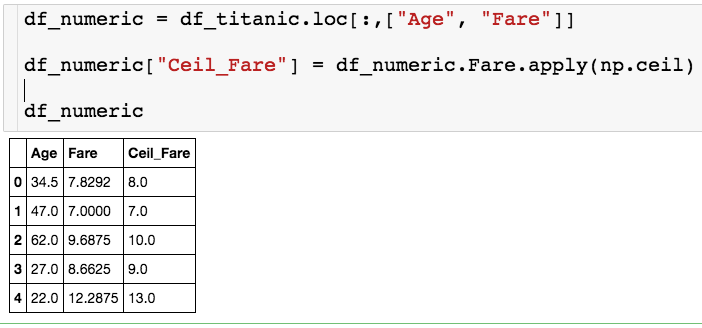 df_numeric = df_titanic.loc[:,["Age", "Fare"]]
df_numeric["Ceil_Fare"] = df_numeric.Fare.apply(np.ceil)
df_numeric
Age Fare Ceil_Fare
0 34.5 7.8292 8.0
1 47.0 7.0000 7.0
2 62.0 9.6875 10.0
3 27.0 8.6625 9.0
4 22.0 12.2875 13.0